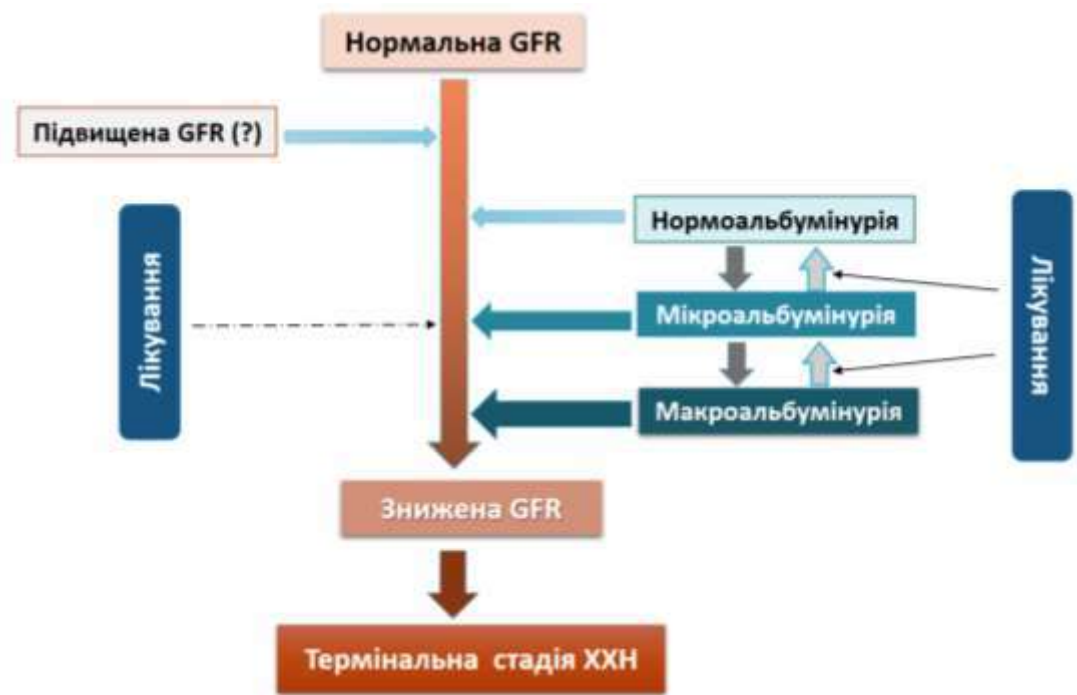 Нормальна GFR
Підвищена GFR (?)
Нормоальбумінурія
Лікування
Лікування
Мікроальбумінурія
Макроальбумінурія
Знижена GFR
Термінальна стадія ХХН